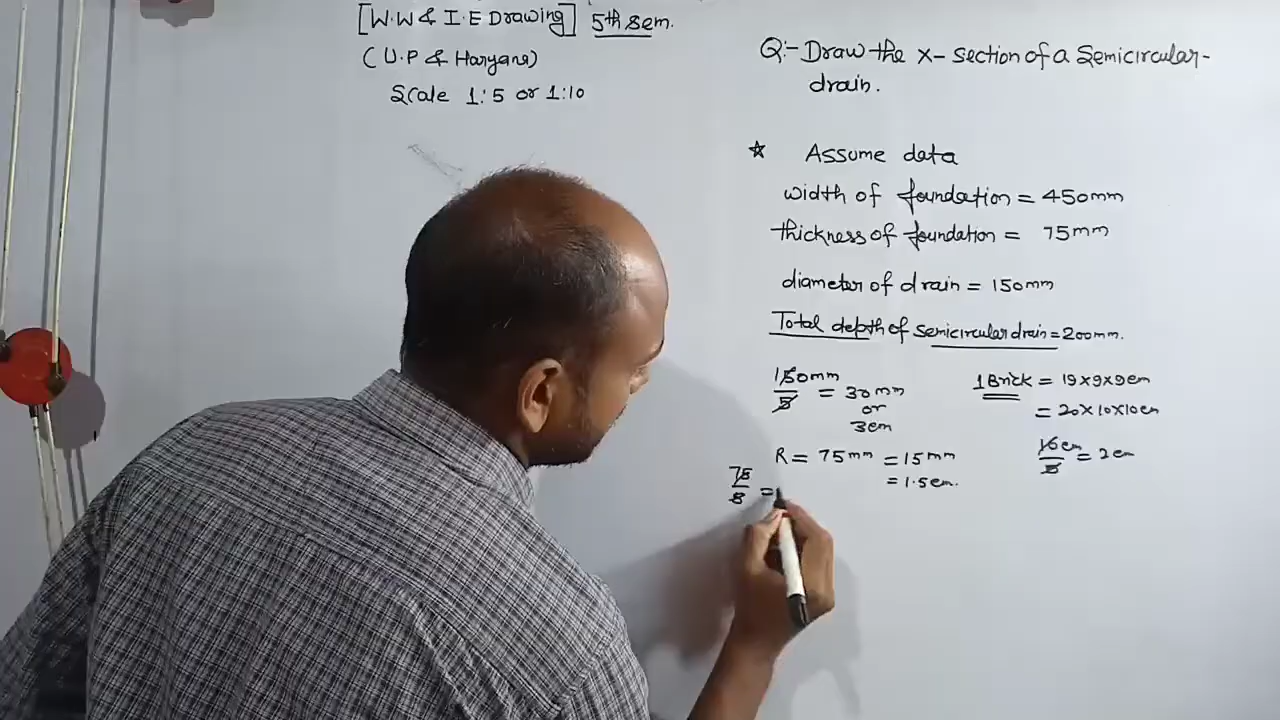 [W.W & I.E Drawing] 5th Sem.
(U.P & Haryana)
Scale 1:5 or 1:10
Q:- Draw the X-section of a Semicircular-
drain.
☆ Assume data
width of foundation = 450mm
thickness of foundation = 75mm
diameter of drain = 150mm
Total depth of semicircular drain = 200mm.
150mm/5 = 30mm
or
3cm
1 Brick = 19x9x9cm
= 20x10x10cm
10cm/5 = 2cm
R = 75mm = 15mm
= 1.5cm.
75/5 =